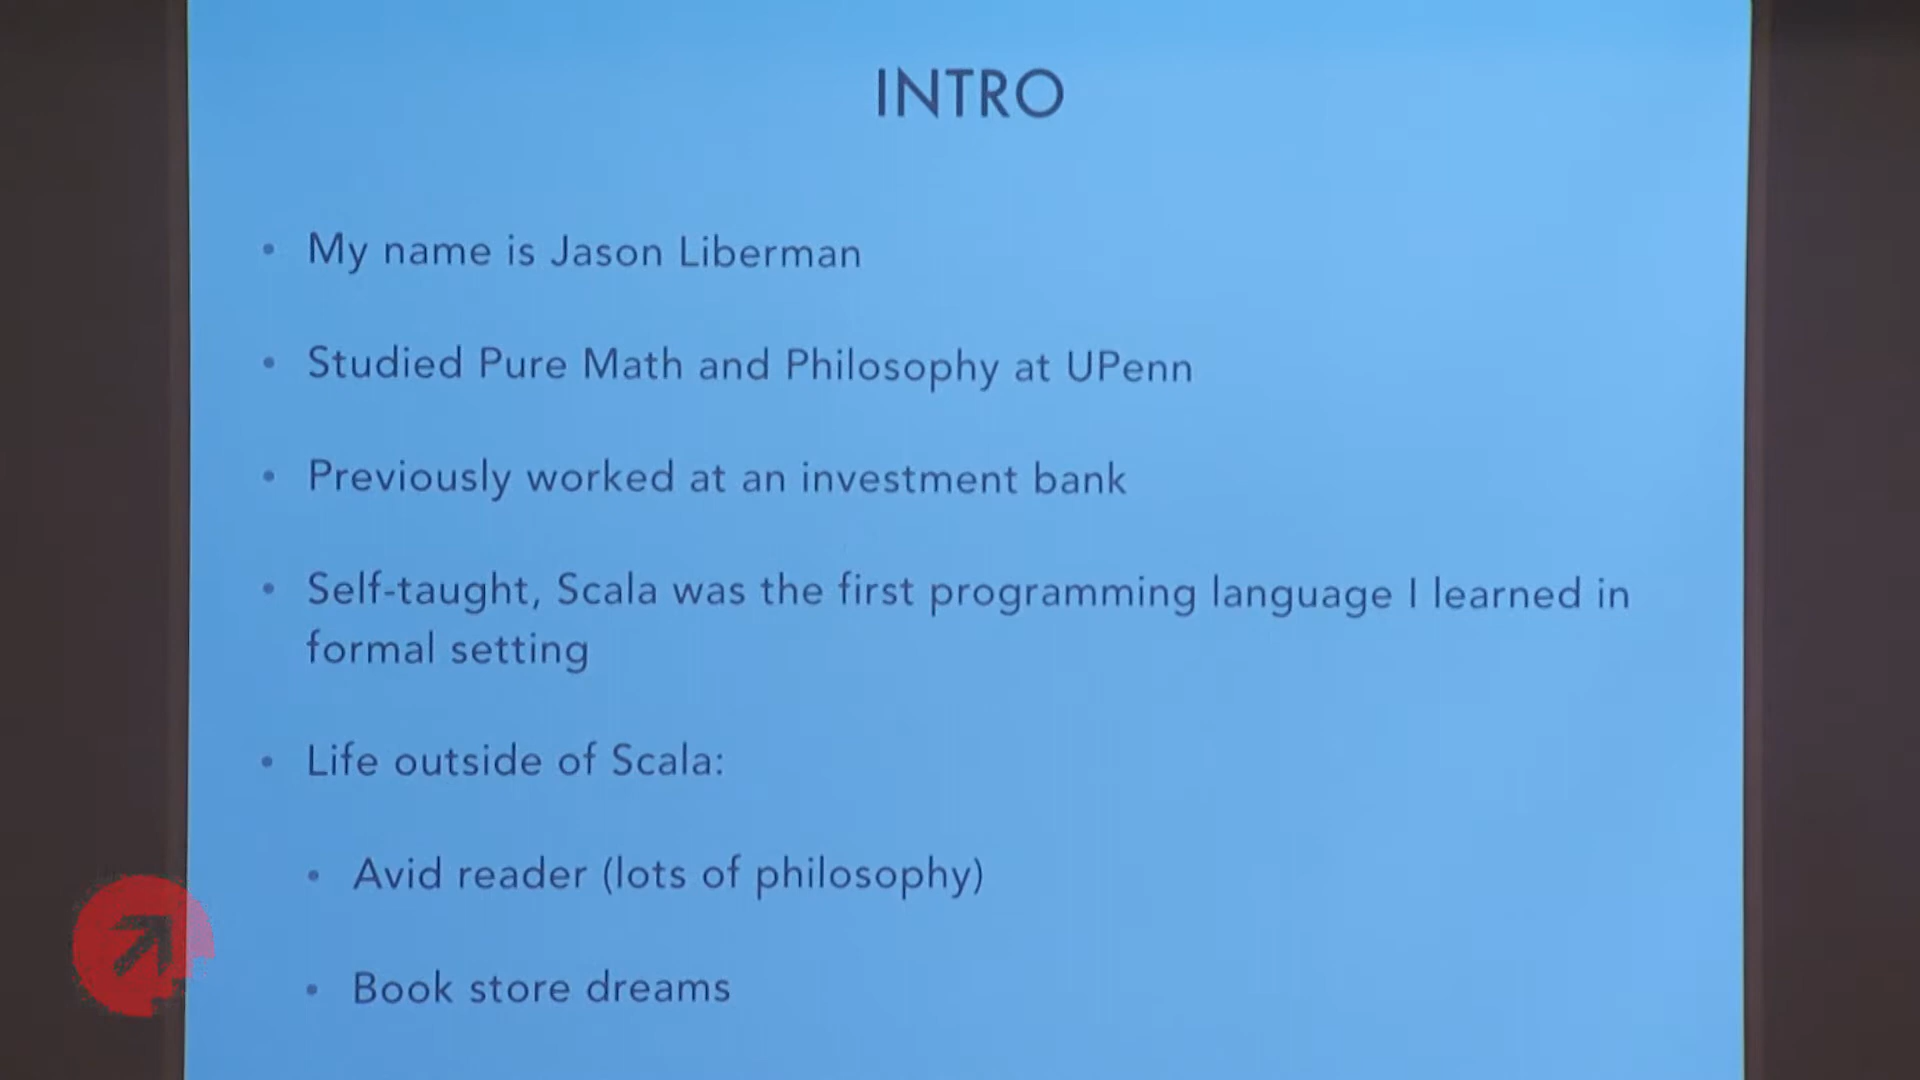 INTRO
• My name is Jason Liberman
• Studied Pure Math and Philosophy at UPenn
• Previously worked at an investment bank
• Self-taught, Scala was the first programming language I learned in
formal setting
• Life outside of Scala:
• Avid reader (lots of philosophy)
• Book store dreams